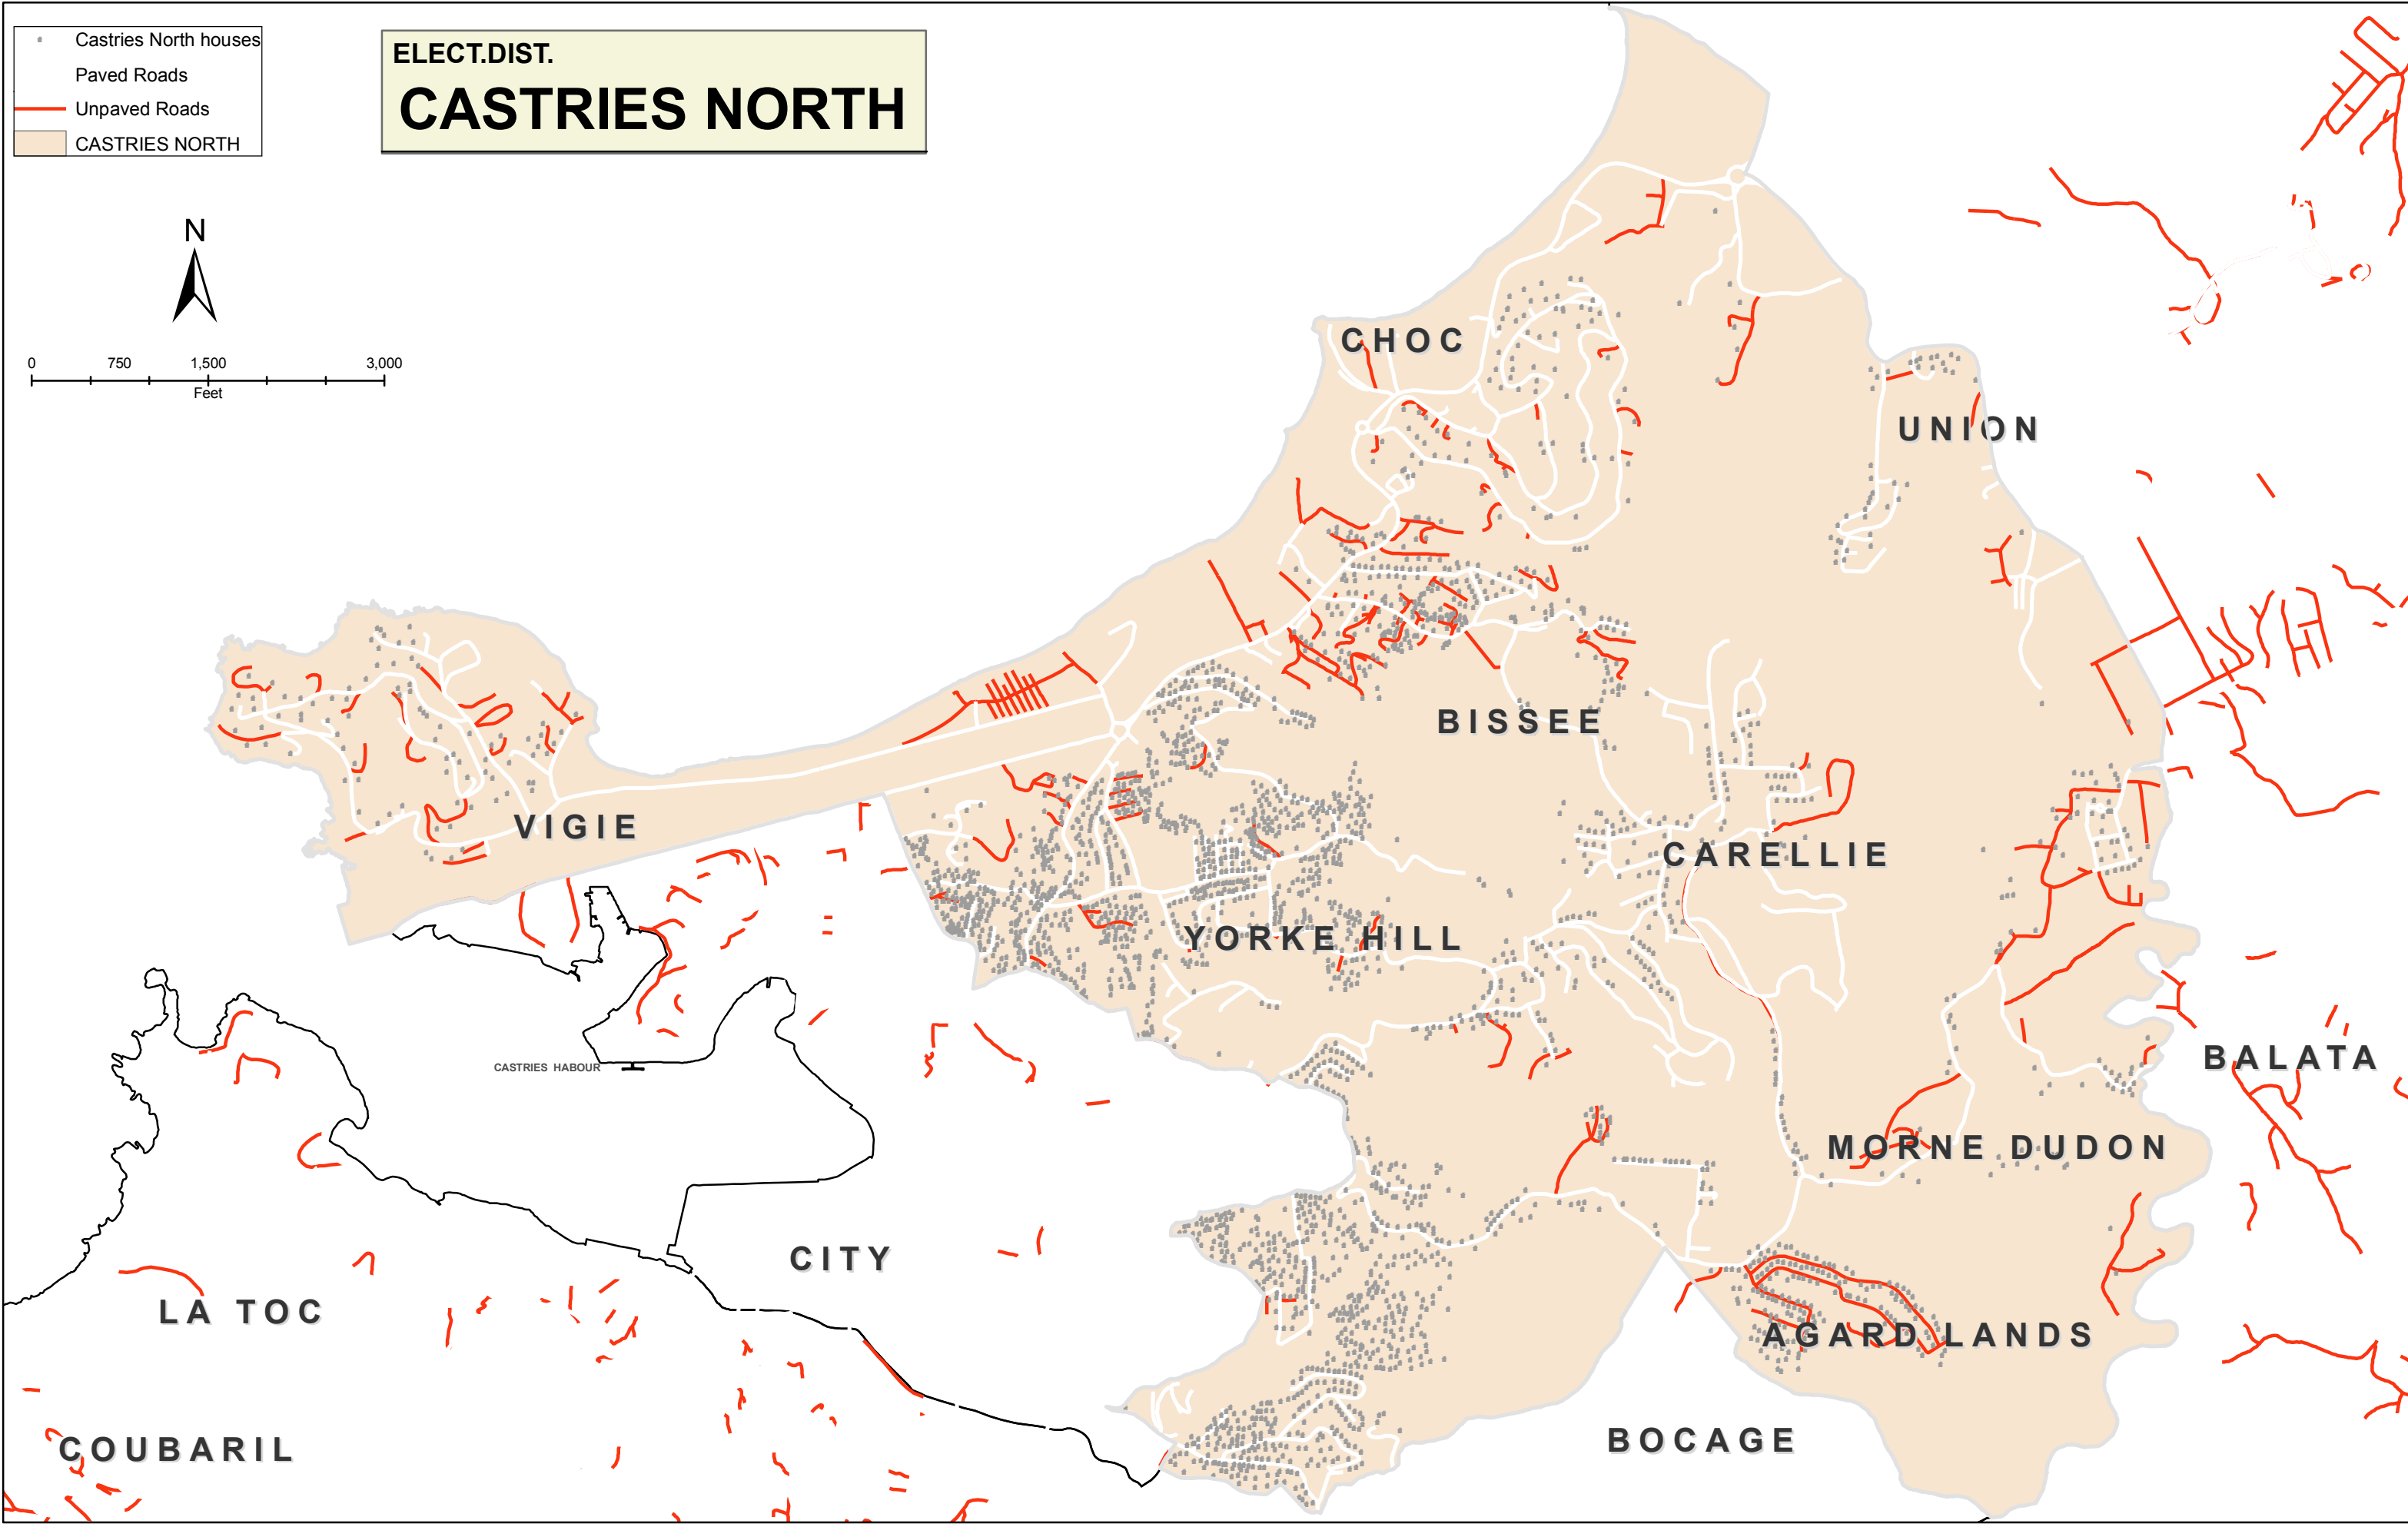 Castries North houses
Paved Roads
Unpaved Roads
CASTRIES NORTH
ELECT.DIST.
CASTRIES NORTH
N
0 750 1,500 3,000
Feet
CHOC
UNION
BISSEE
VIGIE
CARELLIE
YORKE HILL
CASTRIES HABOUR
BALATA
MORNE DUDON
CITY
LA TOC
AGARD LANDS
BOCAGE
COUBARIL